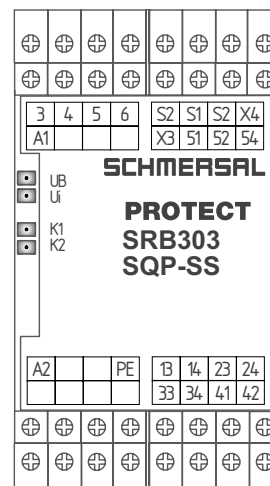 3 4 5 6 S2 S1 S2 X4
A1 X3 51 52 54
SCHMERSAL
UB
Ui
PROTECT
K1
SRB303
K2
SQP-SS
A2 PE 13 14 23 24
33 34 41 42